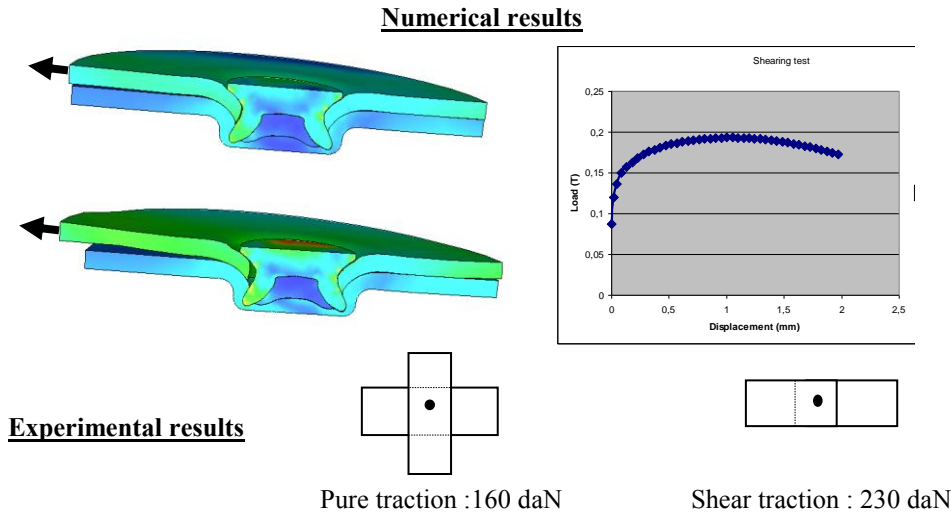 Numerical results
Shearing test
0,25
0,2
0,15
0,1
0,05
0
Load (T)
0 0,5 1 1,5 2 2,5
Displacement (mm)
Experimental results
Pure traction :160 daN
Shear traction : 230 daN